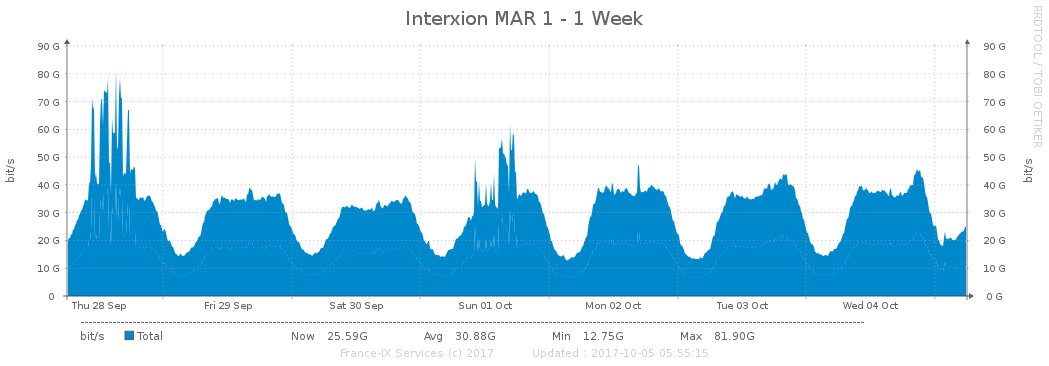 Interxion MAR 1 - 1 Week
RRDTOOL / TOBI OETIKER
bit/s
90 G 90 G
80 G 80 G
70 G 70 G
60 G 60 G
50 G 50 G
40 G 40 G
30 G 30 G
20 G 20 G
10 G 10 G
0 0 G
bit/s
Thu 28 Sep Fri 29 Sep Sat 30 Sep Sun 01 Oct Mon 02 Oct Tue 03 Oct Wed 04 Oct
bit/s Total Now 25.59G Avg 30.88G Min 12.75G Max 81.90G
France-IX Services (c) 2017 Updated : 2017-10-05 05:55:15